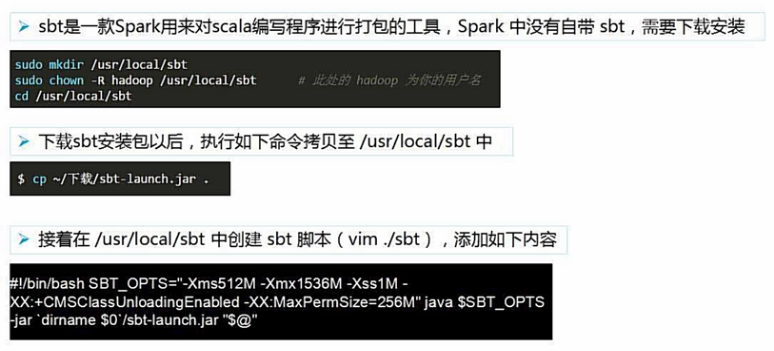 ➢ sbt是一款Spark用来对scala编写程序进行打包的工具，Spark 中没有自带 sbt，需要下载安装
sudo mkdir /usr/local/sbt
sudo chown -R hadoop /usr/local/sbt # 此处的 hadoop 为你的用户名
cd /usr/local/sbt
➢ 下载sbt安装包以后，执行如下命令拷贝至 /usr/local/sbt 中
$ cp ~/下载/sbt-launch.jar .
➢ 接着在 /usr/local/sbt 中创建 sbt 脚本（vim ./sbt），添加如下内容
#!/bin/bash SBT_OPTS="-Xms512M -Xmx1536M -Xss1M -
XX:+CMSClassUnloadingEnabled -XX:MaxPermSize=256M" java $SBT_OPTS
-jar `dirname $0`/sbt-launch.jar "$@"